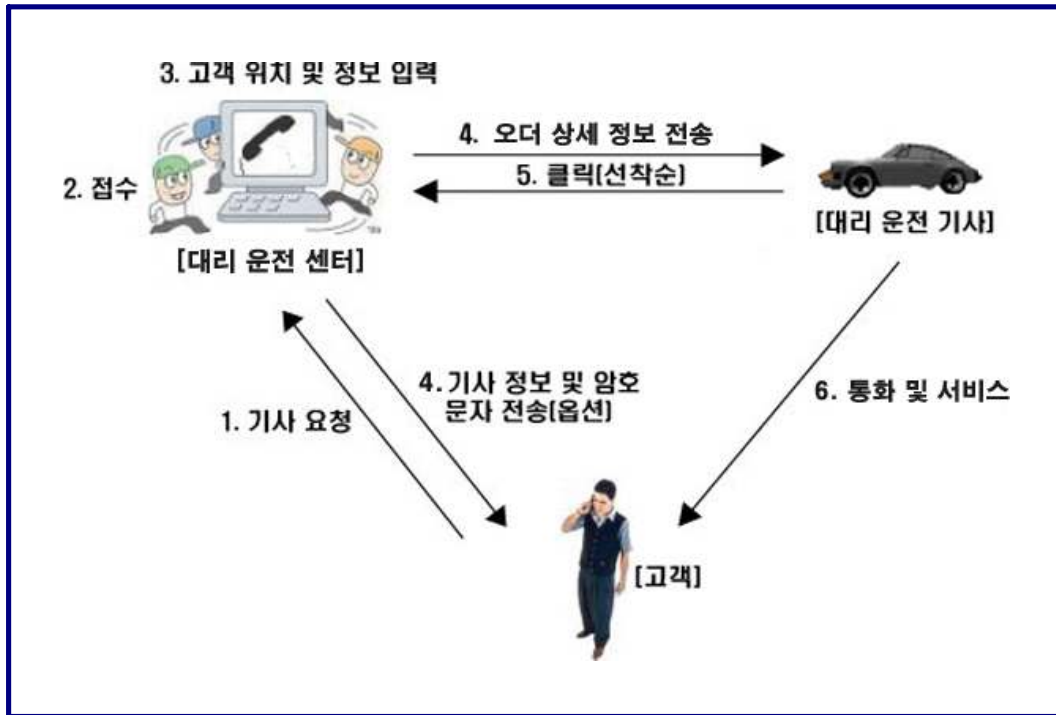 3. 고객 위치 및 정보 입력
4. 오더 상세 정보 전송
5. 클릭(선착순)
2. 접수
[대리 운전 기사]
[대리 운전 센터]
4. 기사 정보 및 암호
문자 전송(옵션)
6. 통화 및 서비스
1. 기사 요청
[고객]